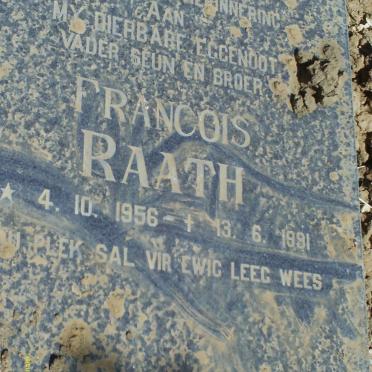 AAN
MY DIERBARE EGGENOOT
VADER SEUN EN BROER
FRANCOIS
RAATH
★ 4. 10. 1956 - † 13. 6. 1991
PLEK SAL VIR EWIG LEEG WEES